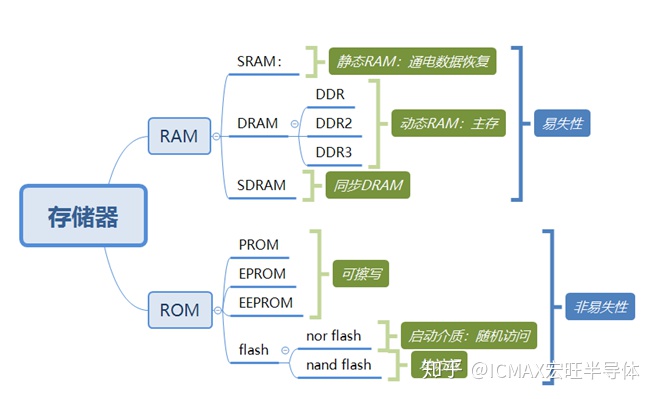 存储器
RAM
SRAM：
静态RAM：通电数据恢复
DRAM
DDR
DDR2
DDR3
动态RAM：主存
SDRAM
同步DRAM
易失性
ROM
PROM
EPROM
EEPROM
可擦写
flash
nor flash
启动介质：随机访问
nand flash
非易失性
知乎 @ICMAX宏旺半导体